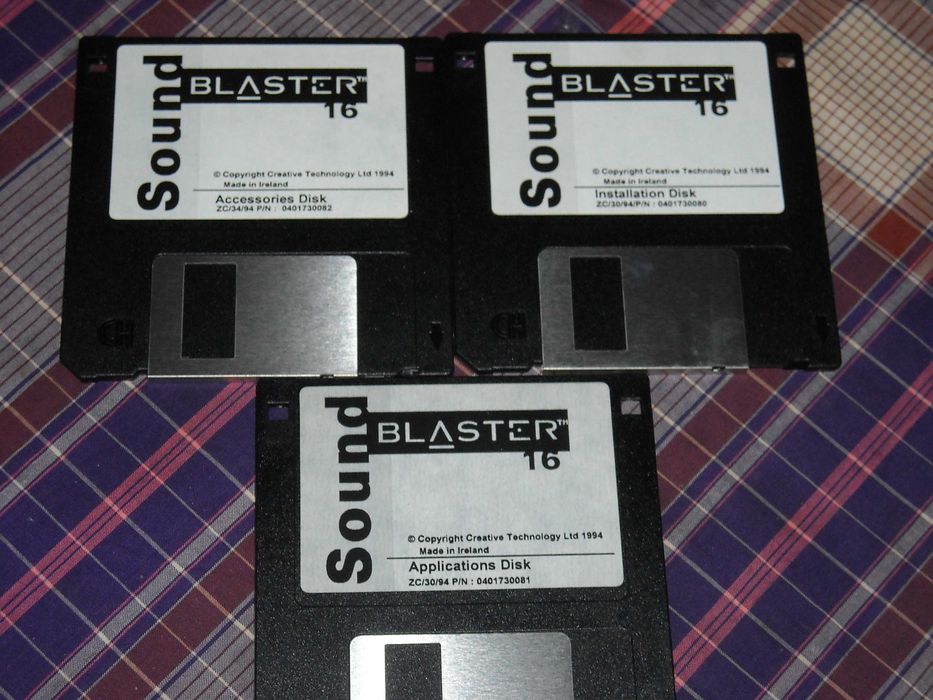 Sound
BLASTER™
16
© Copyright Creative Technology Ltd 1994
Made in Ireland
Accessories Disk
ZC/34/94 P/N : 0401730082
Sound
BLASTER™
16
© Copyright Creative Technology Ltd 1994
Made in Ireland
Installation Disk
ZC/30/94/P/N : 0401730080
Sound
BLASTER™
16
© Copyright Creative Technology Ltd 1994
Made in Ireland
Applications Disk
ZC/30/94 P/N : 0401730081